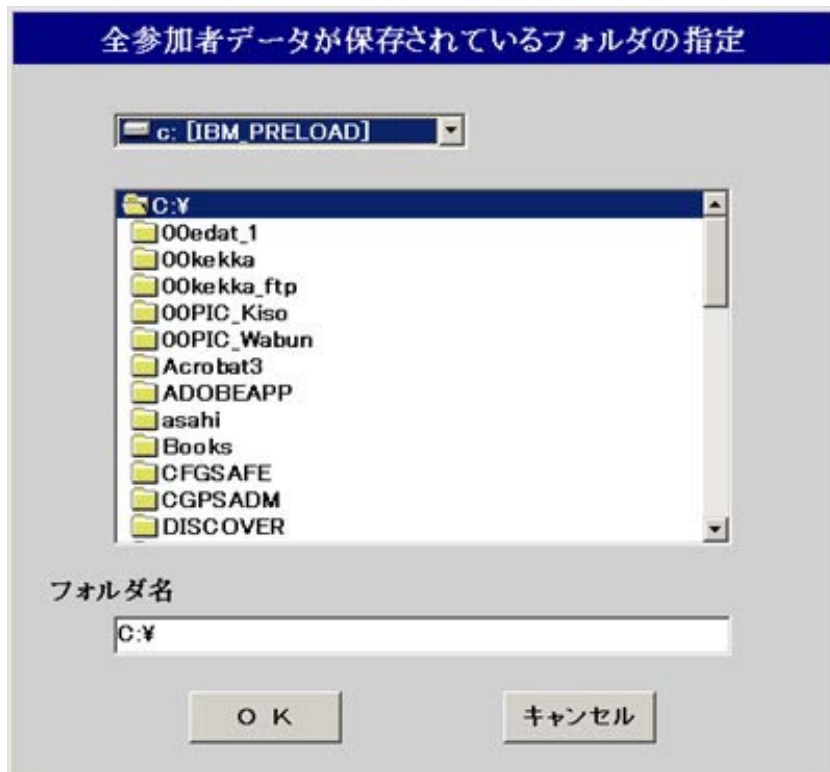 全参加者データが保存されているフォルダの指定
c: [IBM_PRELOAD]
C:¥
00edat_1
00kekka
00kekka_ftp
00PIC_Kiso
00PIC_Wabun
Acrobat3
ADOBEAPP
asahi
Books
CFGSAFE
CGPSADM
DISCOVER
フォルダ名
C:¥
ＯＫ
キャンセル